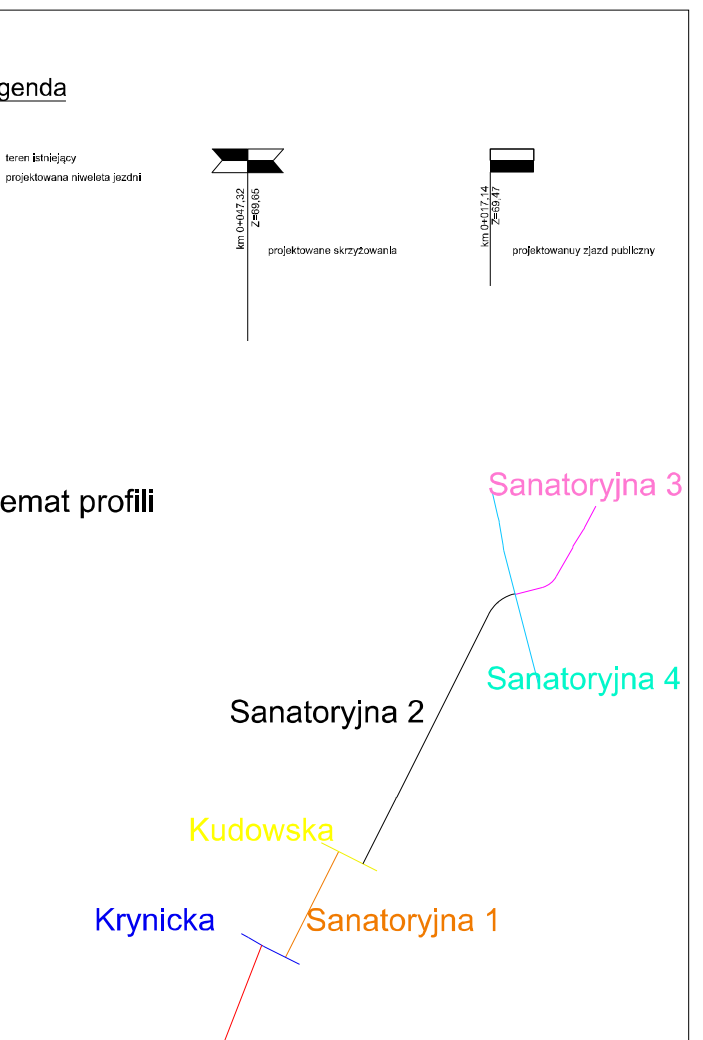 genda
teren istniejący
projektowana niweleta jezdni
km 0+047,32
Z=69,65
projektowane skrzyżowania
km 0+017,14
Z=69,47
projektowanuy zjazd publiczny
emat profili
Sanatoryjna 3
Sanatoryjna 4
Sanatoryjna 2
Kudowska
Krynicka
Sanatoryjna 1